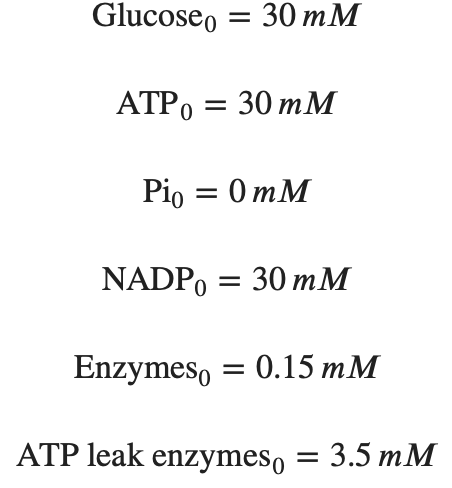 Glucose₀ = 30 mM
ATP₀ = 30 mM
Pi₀ = 0 mM
NADP₀ = 30 mM
Enzymes₀ = 0.15 mM
ATP leak enzymes₀ = 3.5 mM